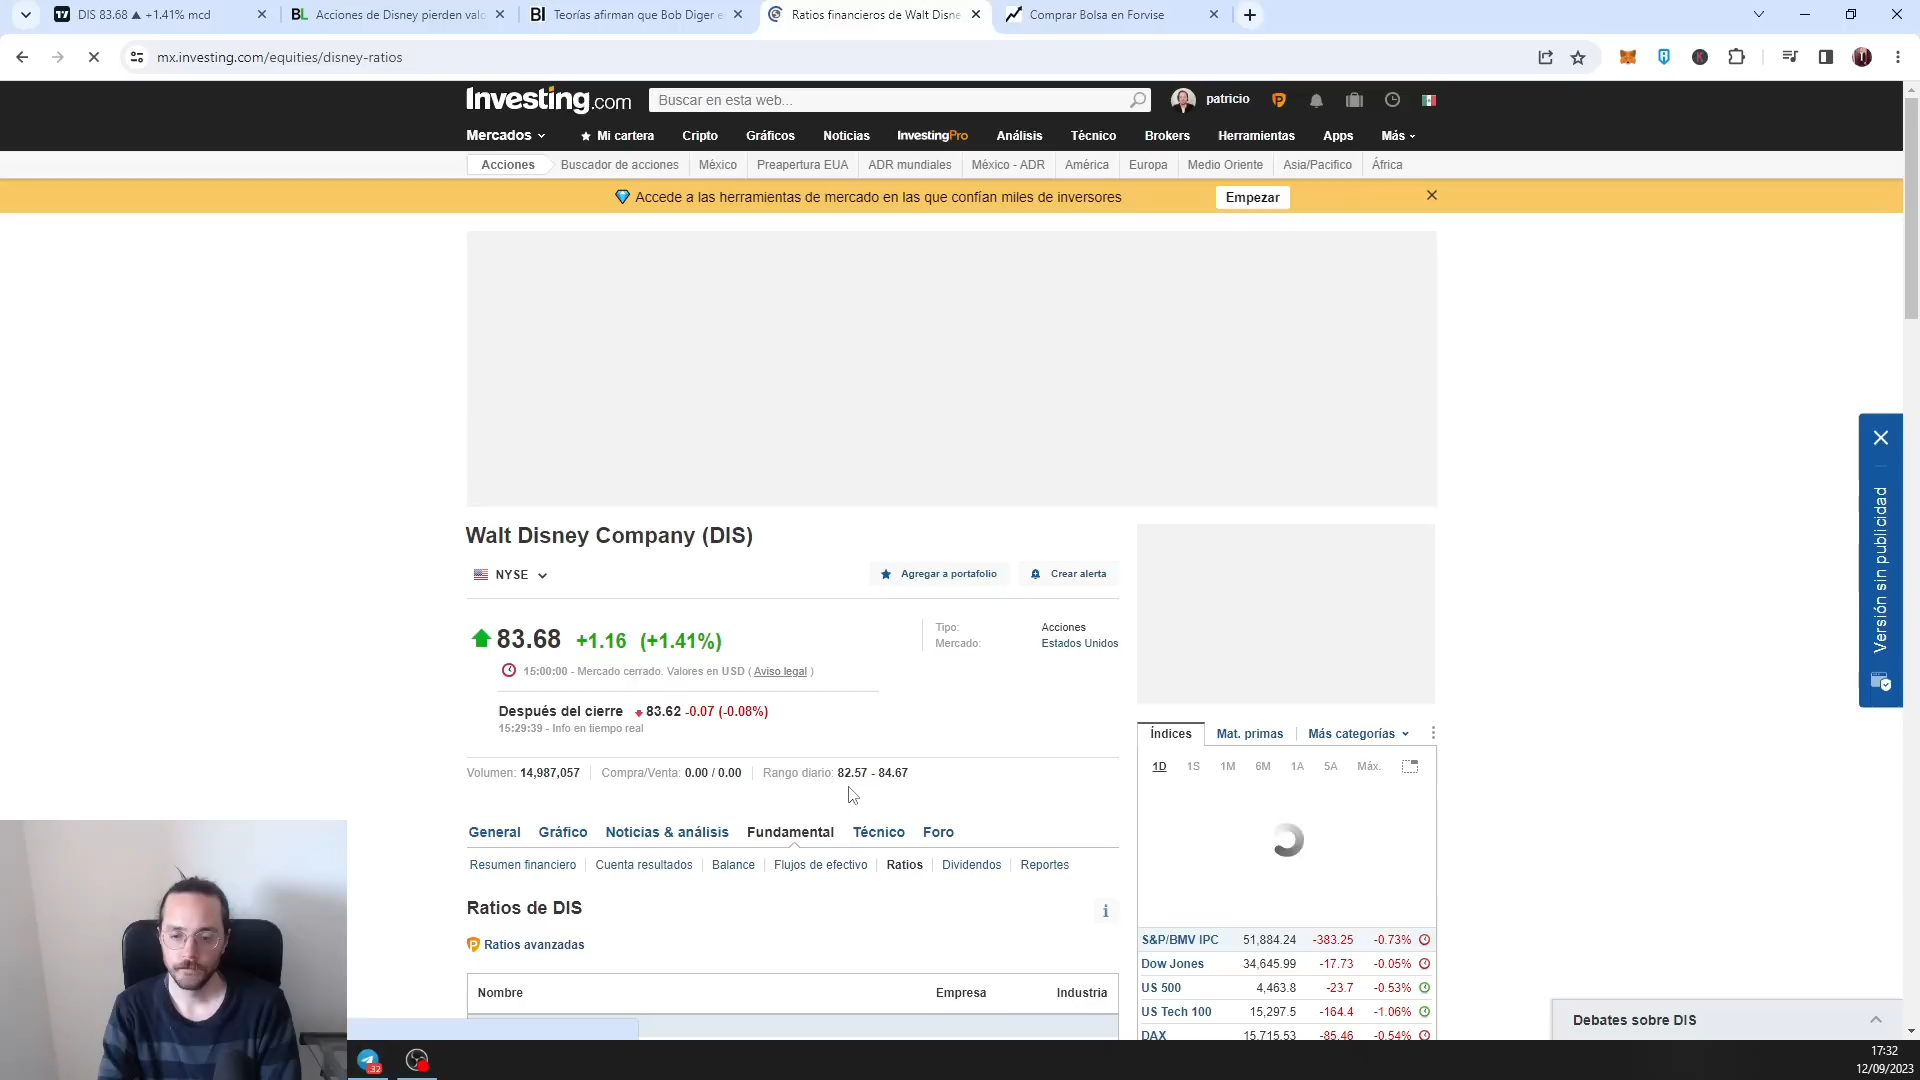 DIS 83.68 ▲ +1.41% mcd
BL Acciones de Disney pierden valo
BI Teorías afirman que Bob Diger e
Ratios financieros de Walt Disne
Comprar Bolsa en Forvise
mx.investing.com/equities/disney-ratios
Investing.com
Buscar en esta web...
patricio
Mercados
Mi cartera
Cripto
Gráficos
Noticias
InvestingPro
Análisis
Técnico
Brokers
Herramientas
Apps
Más
Acciones
Buscador de acciones
México
Preapertura EUA
ADR mundiales
México - ADR
América
Europa
Medio Oriente
Asia/Pacifico
África
Accede a las herramientas de mercado en las que confían miles de inversores
Empezar
Versión sin publicidad
Walt Disney Company (DIS)
NYSE
Agregar a portafolio
Crear alerta
83.68 +1.16 (+1.41%)
Tipo: Acciones
Mercado: Estados Unidos
15:00:00 - Mercado cerrado. Valores en USD ( Aviso legal )
Después del cierre 83.62 -0.07 (-0.08%)
15:29:39 - Info en tiempo real
Volumen: 14,987,057
Compra/Venta: 0.00 / 0.00
Rango diario: 82.57 - 84.67
General
Fundamental
Noticias & análisis
Gráfico
Técnico
Foro
Resumen financiero
Cuenta resultados
Balance
Flujos de efectivo
Ratios
Dividendos
Reportes
Ratios de DIS
Ratios avanzadas
Nombre Empresa Industria
Índices
Mat. primas
Más categorías
1D 1S 1M 6M 1A 5A Máx.
S&P/BMV IPC 51,884.24 -383.25 -0.73%
Dow Jones 34,645.99 -17.73 -0.05%
US 500 4,463.8 -23.7 -0.53%
US Tech 100 15,297.5 -164.4 -1.06%
DAX 15,715.53 -85.46 -0.54%
Debates sobre DIS
32
17:32
12/09/2023